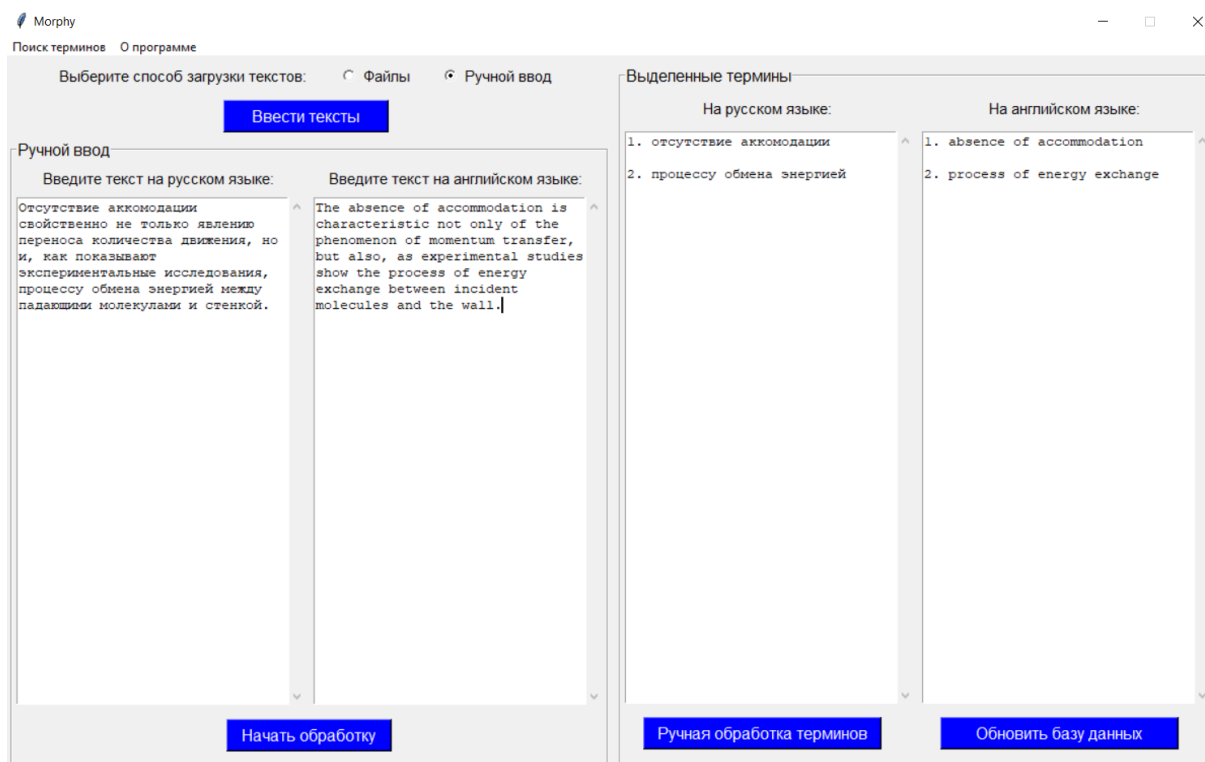 Morphy
Поиск терминов О программе
Выберите способ загрузки текстов: Файлы Ручной ввод
Ввести тексты
Ручной ввод
Введите текст на русском языке:
Отсутствие аккомодации
свойственно не только явлению
переноса количества движения, но
и, как показывают
экспериментальные исследования,
процессу обмена энергией между
падающими молекулами и стенкой.
Введите текст на английском языке:
The absence of accommodation is
characteristic not only of the
phenomenon of momentum transfer,
but also, as experimental studies
show the process of energy
exchange between incident
molecules and the wall.
Начать обработку
Выделенные термины
На русском языке:
1. отсутствие аккомодации
2. процессу обмена энергией
На английском языке:
1. absence of accommodation
2. process of energy exchange
Ручная обработка терминов
Обновить базу данных